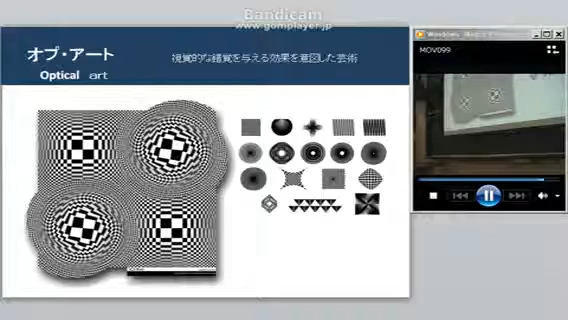 Bandicam
www.gomplayer.jp
オプ・アート
Optical art
視覚的な錯覚を与える効果を意図した芸術
MOV099